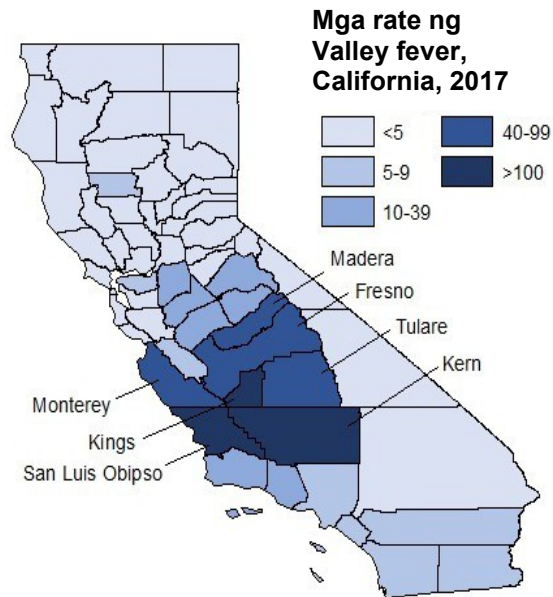 Mga rate ng
Valley fever,
California, 2017
<5
40-99
5-9
>100
10-39
Madera
Fresno
Tulare
Kern
Monterey
Kings
San Luis Obipso